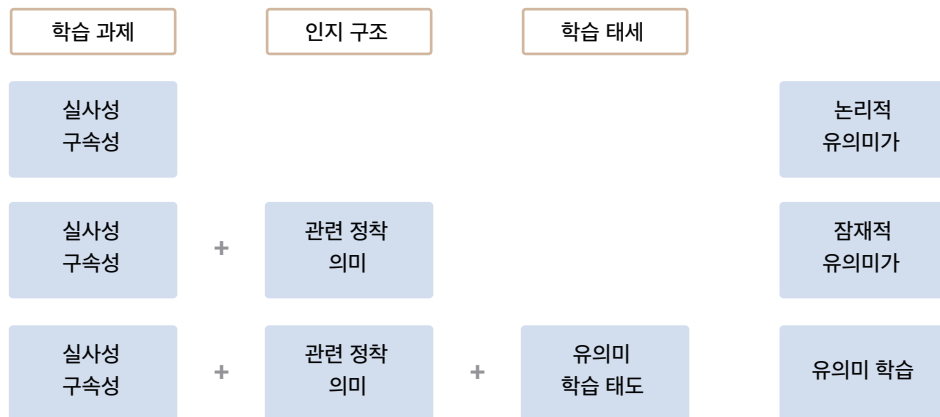 학습 과제
인지 구조
학습 태세
실사성
구속성
논리적
유의미가
실사성
구속성
+
관련 정착
의미
잠재적
유의미가
실사성
구속성
+
관련 정착
의미
+
유의미
학습 태도
유의미 학습